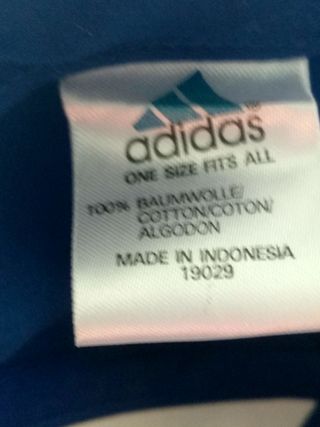 adidas
ONE SIZE FITS ALL
100% BAUMWOLLE/
COTTON/COTON/
ALGODON
MADE IN INDONESIA
19029